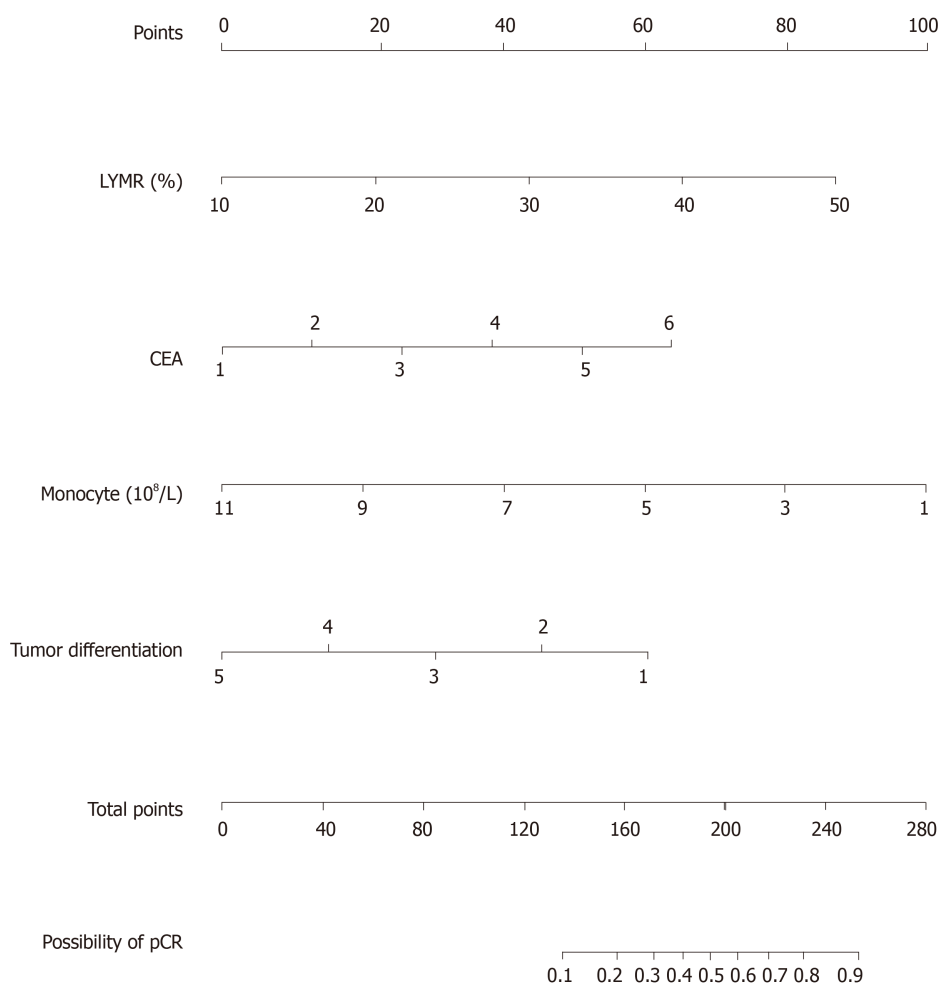 Points 0 20 40 60 80 100
LYMR (%)
10 20 30 40 50
2 4 6
CEA
1 3 5
Monocyte (10⁸/L)
11 9 7 5 3 1
4 2
Tumor differentiation
5 3 1
Total points
0 40 80 120 160 200 240 280
Possibility of pCR
0.1 0.2 0.3 0.4 0.5 0.6 0.7 0.8 0.9